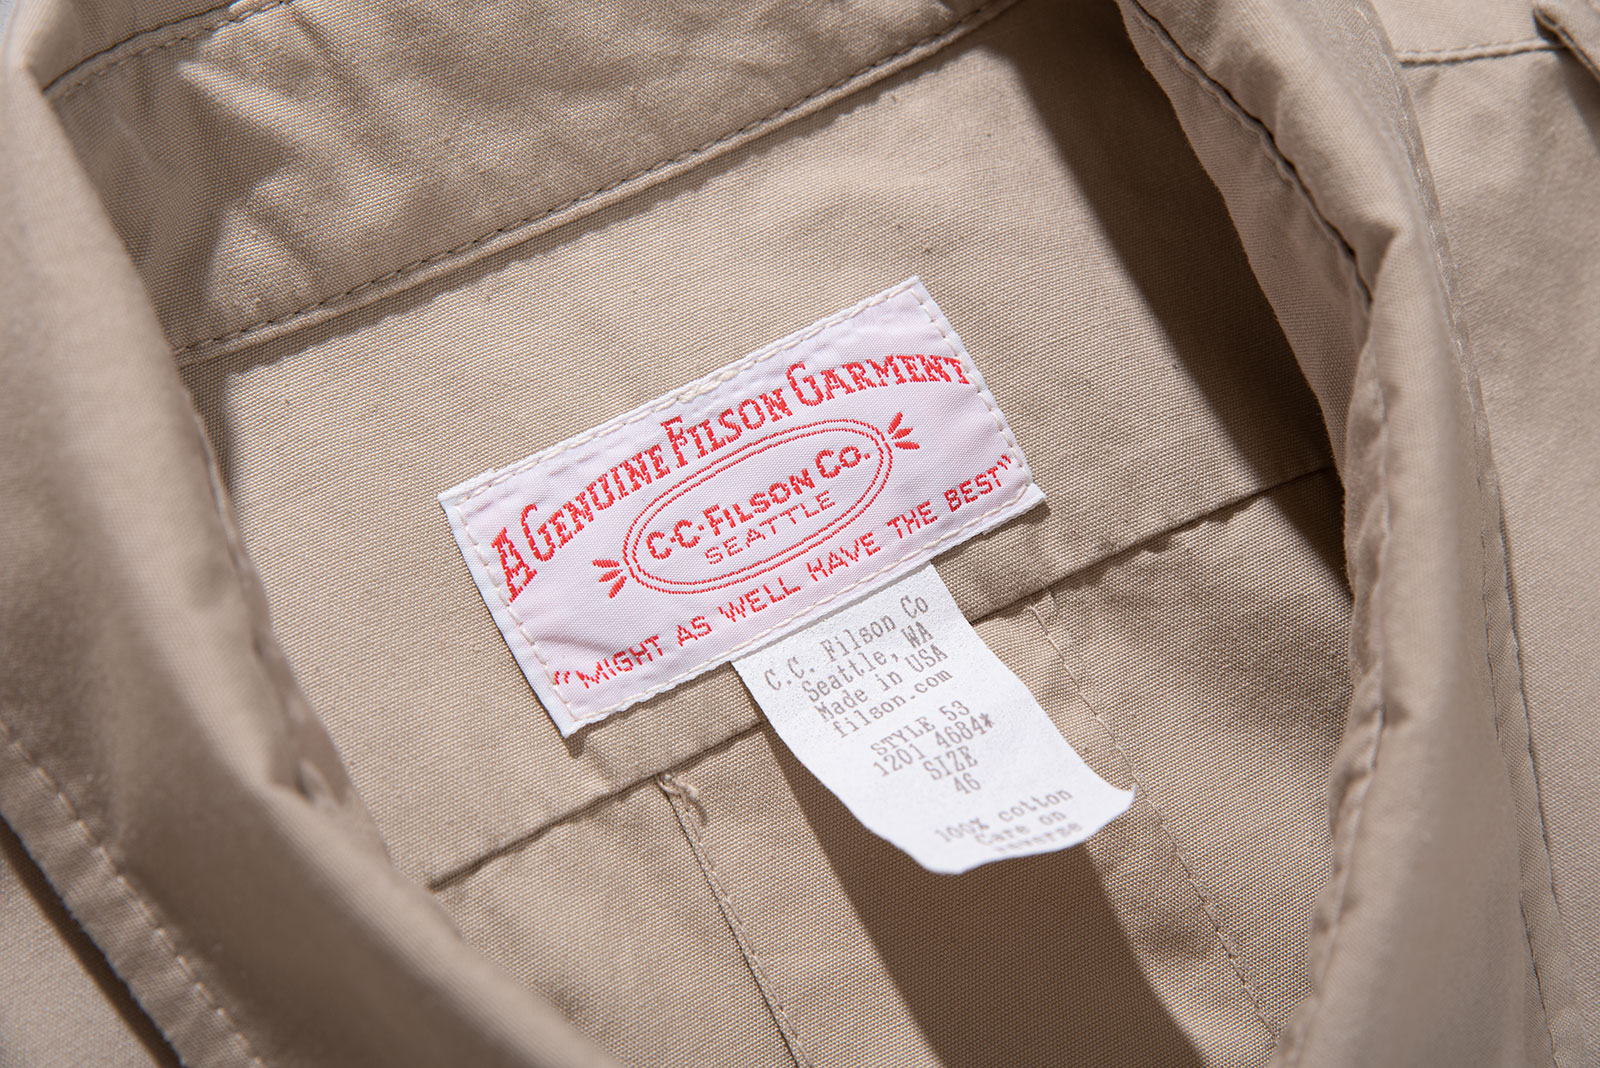 A GENUINE FILSON GARMENT
C·C·FILSON CO.
SEATTLE
"MIGHT AS WELL HAVE THE BEST"
C.C. Filson Co
Seattle, WA
Made in USA
filson.com
STYLE 53
1201 4684*
SIZE
46
100% cotton
Care on
reverse